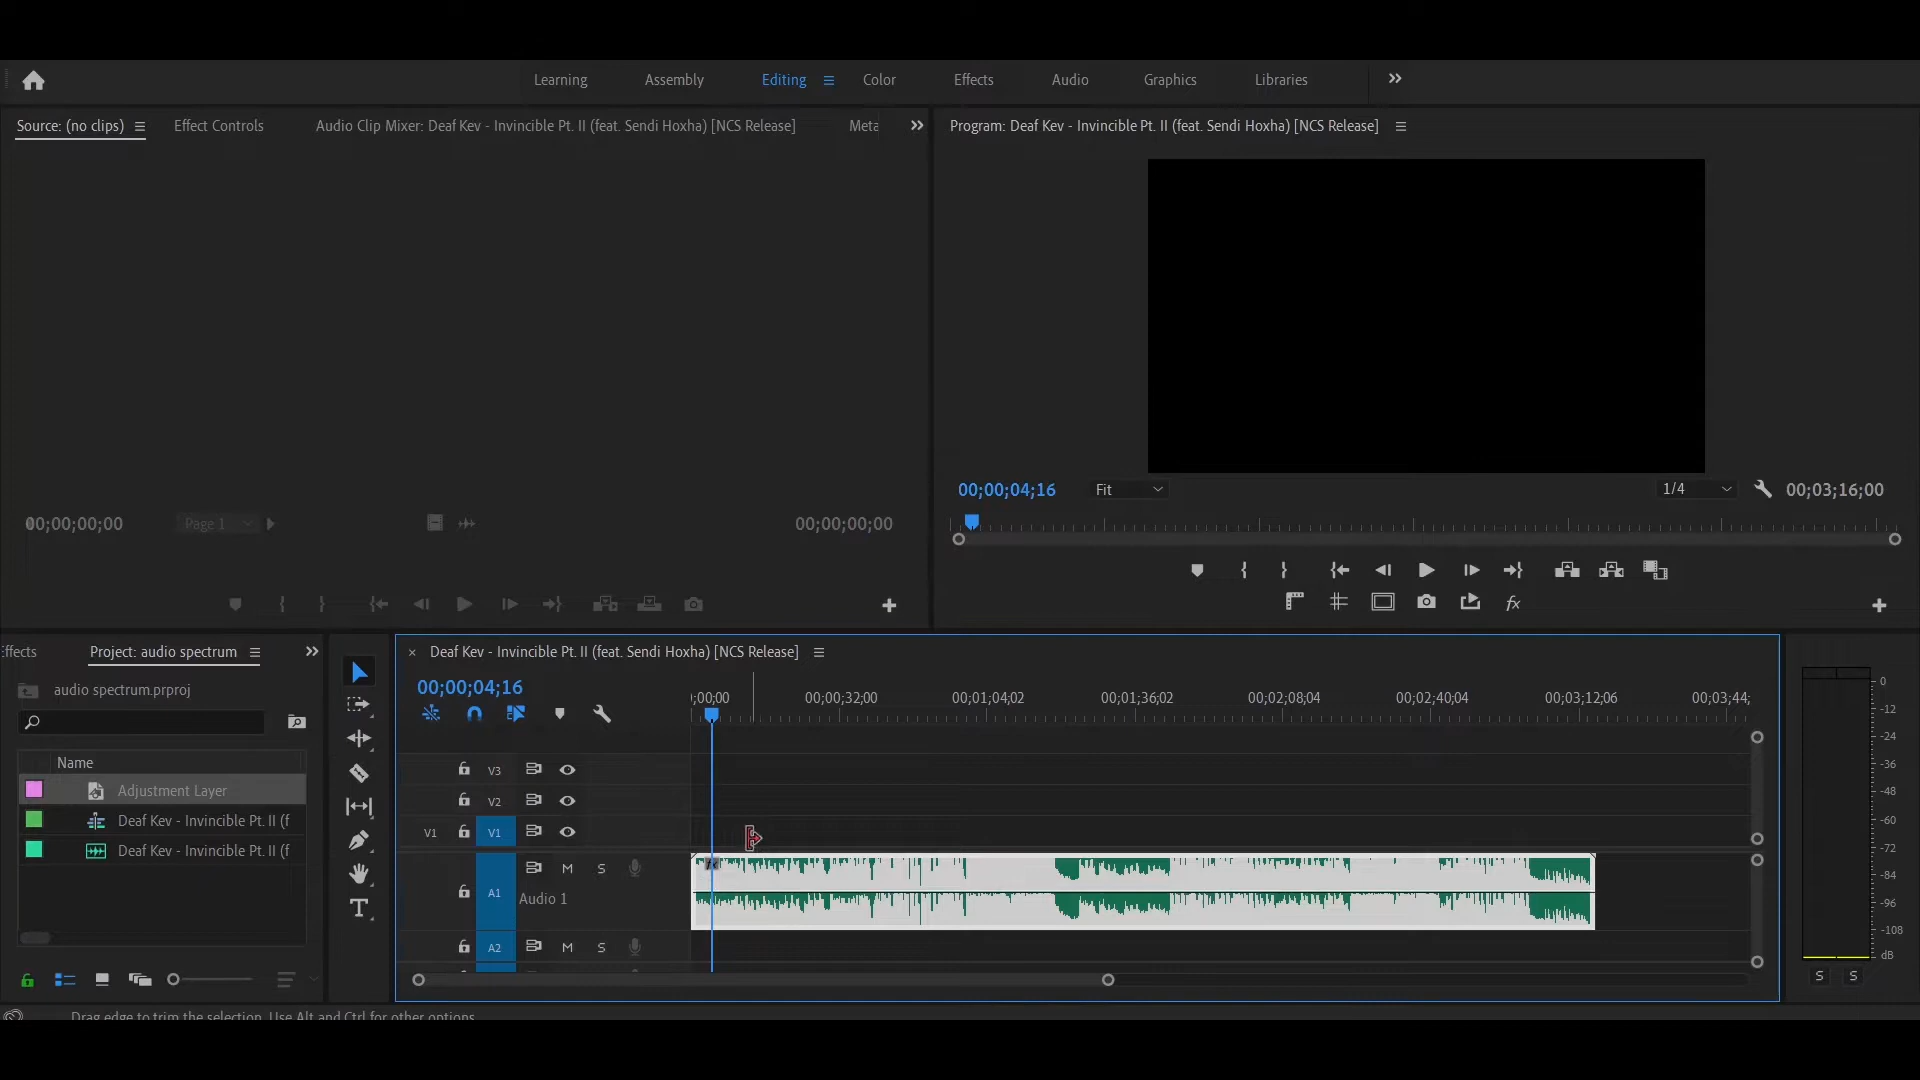 Learning Assembly Editing Color Effects Audio Graphics Libraries
Source: (no clips) Effect Controls Audio Clip Mixer: Deaf Kev - Invincible Pt. II (feat. Sendi Hoxha) [NCS Release] Meta
Program: Deaf Kev - Invincible Pt. II (feat. Sendi Hoxha) [NCS Release]
00;00;04;16 Fit 1/4 00;03;16;00
00;00;00;00 Page 1 00;00;00;00
ffects Project: audio spectrum
audio spectrum.prproj
Name
Adjustment Layer
Deaf Kev - Invincible Pt. II (f
Deaf Kev - Invincible Pt. II (f
Deaf Kev - Invincible Pt. II (feat. Sendi Hoxha) [NCS Release]
00;00;04;16
;00;00 00;00;32;00 00;01;04;02 00;01;36;02 00;02;08;04 00;02;40;04 00;03;12;06 00;03;44;
V3
V2
V1 V1
A1 M S
Audio 1
A2 M S
0
-12
-24
-36
-48
-60
-72
-84
-96
-108
dB
S S
Drag edge to trim the selection. Use Alt and Ctrl for other options.